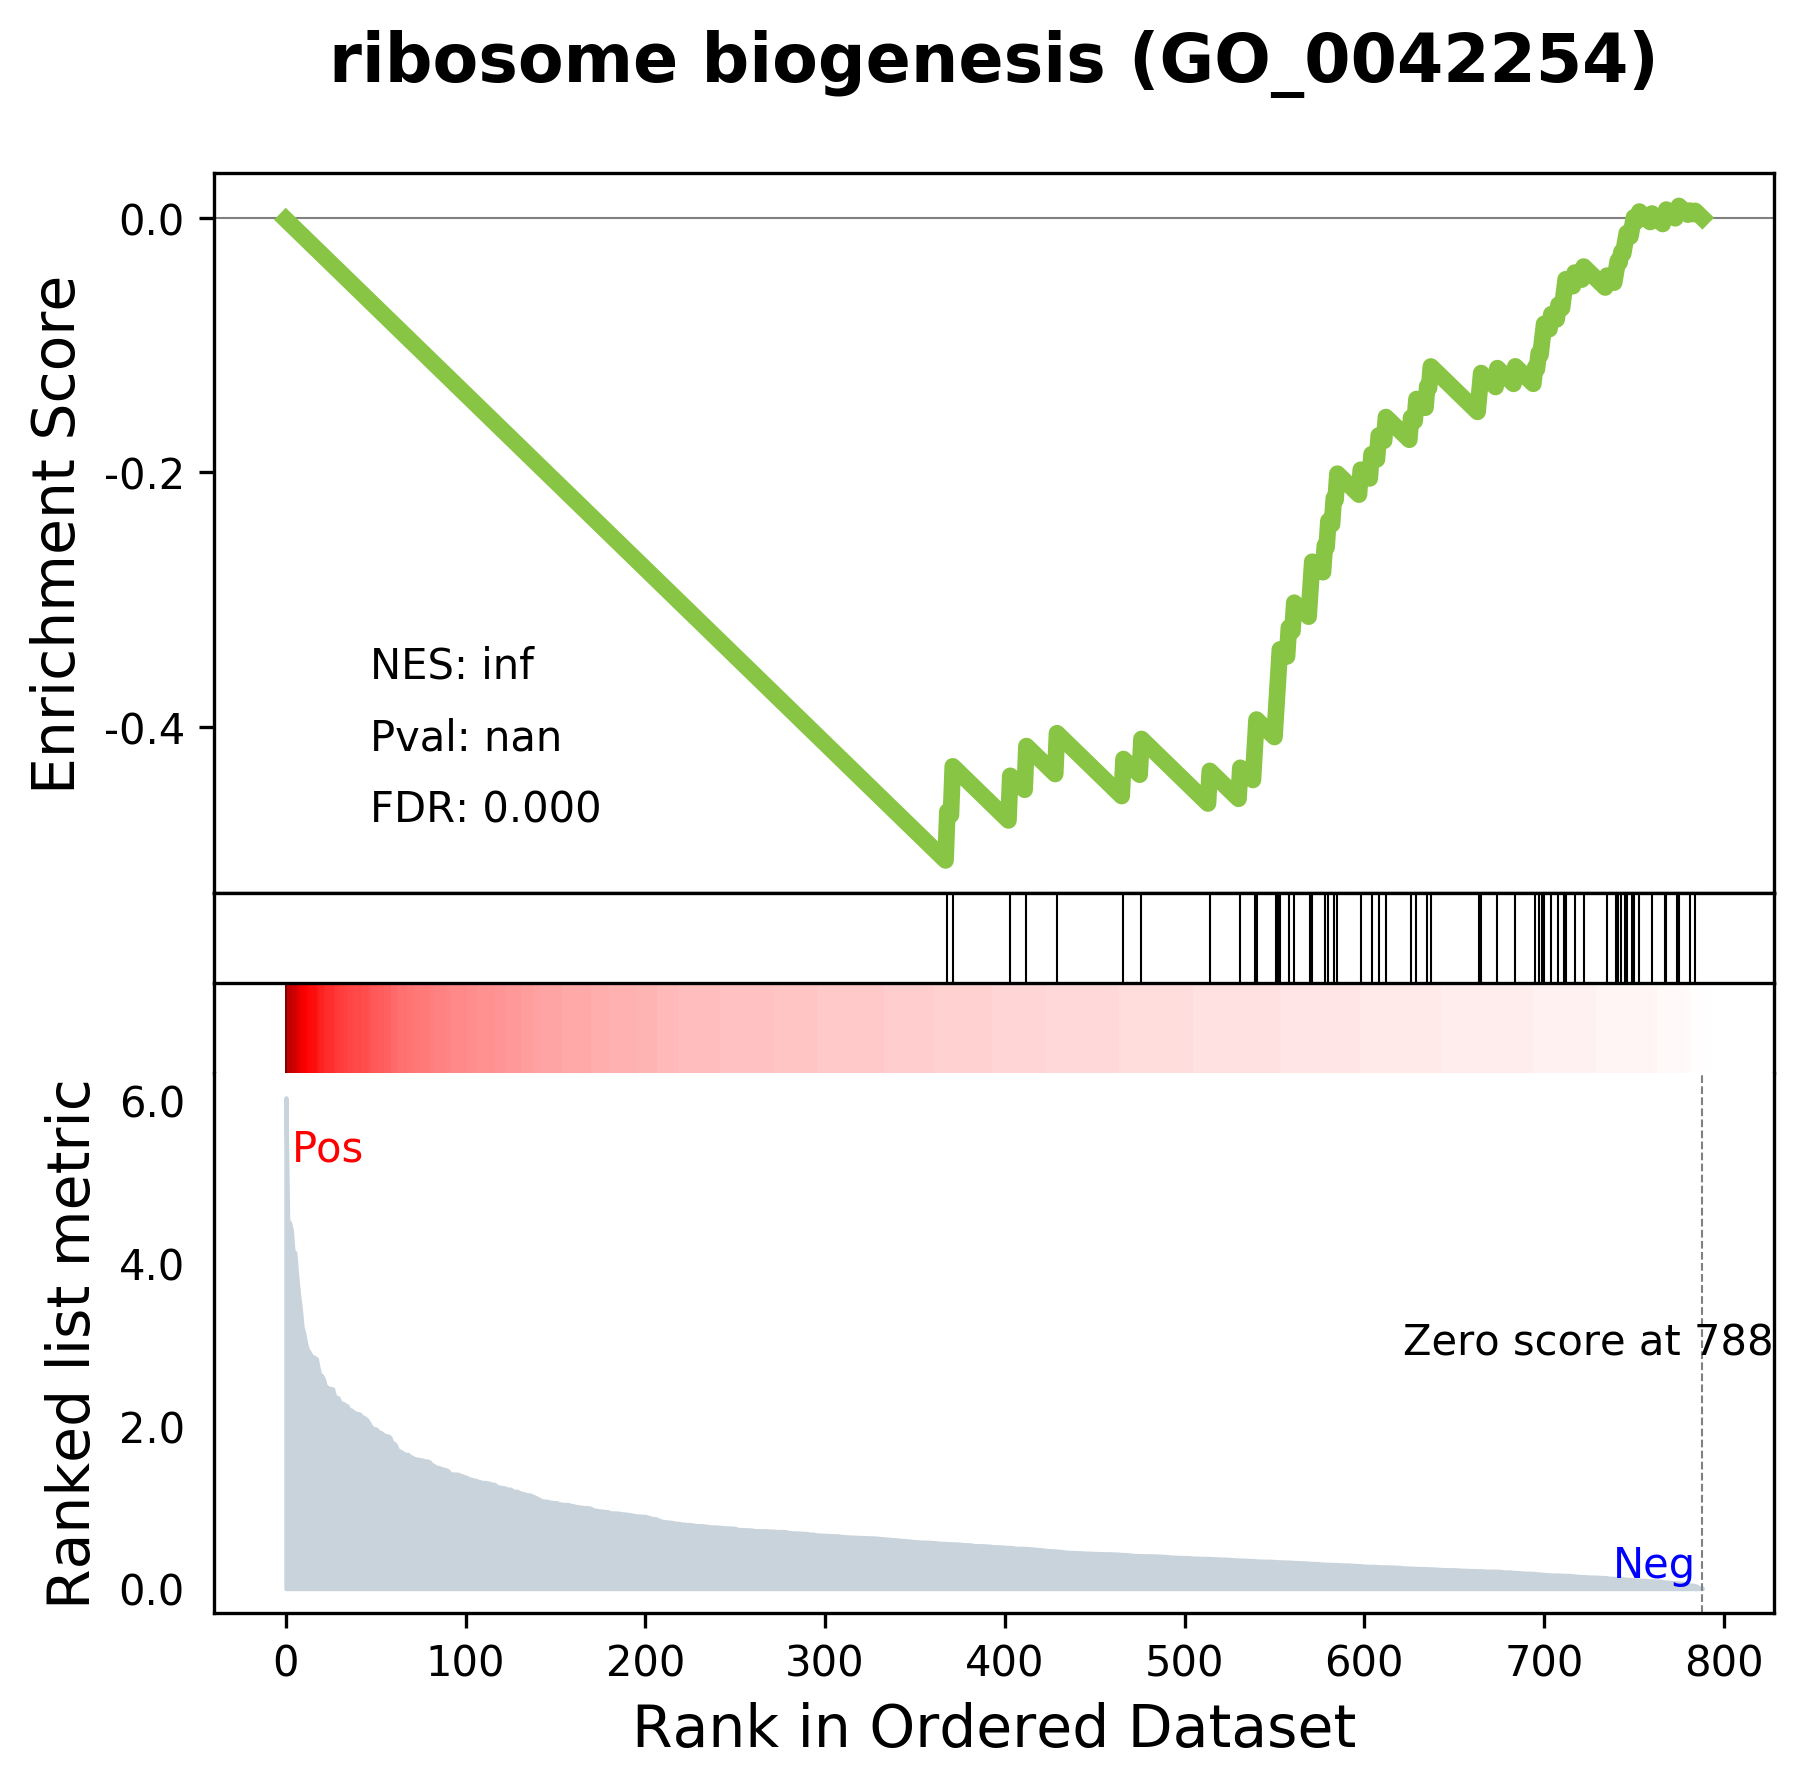 ribosome biogenesis (GO_0042254)
Enrichment Score
0.0
-0.2
-0.4
NES: inf
Pval: nan
FDR: 0.000
Ranked list metric
6.0
4.0
2.0
0.0
Pos
Zero score at 788
Neg
0 100 200 300 400 500 600 700 800
Rank in Ordered Dataset